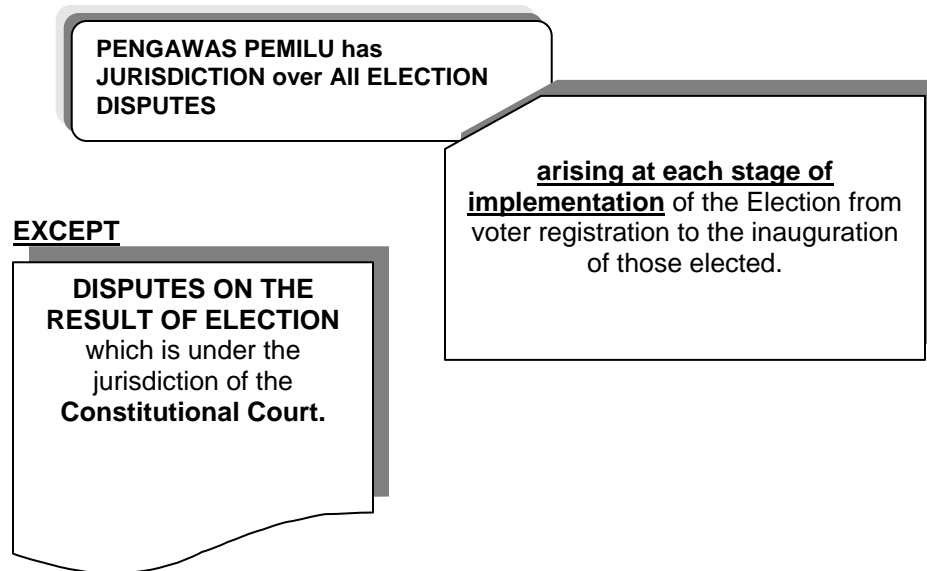 PENGAWAS PEMILU has
JURISDICTION over All ELECTION
DISPUTES
arising at each stage of
implementation of the Election from
voter registration to the inauguration
of those elected.
EXCEPT
DISPUTES ON THE
RESULT OF ELECTION
which is under the
jurisdiction of the
Constitutional Court.